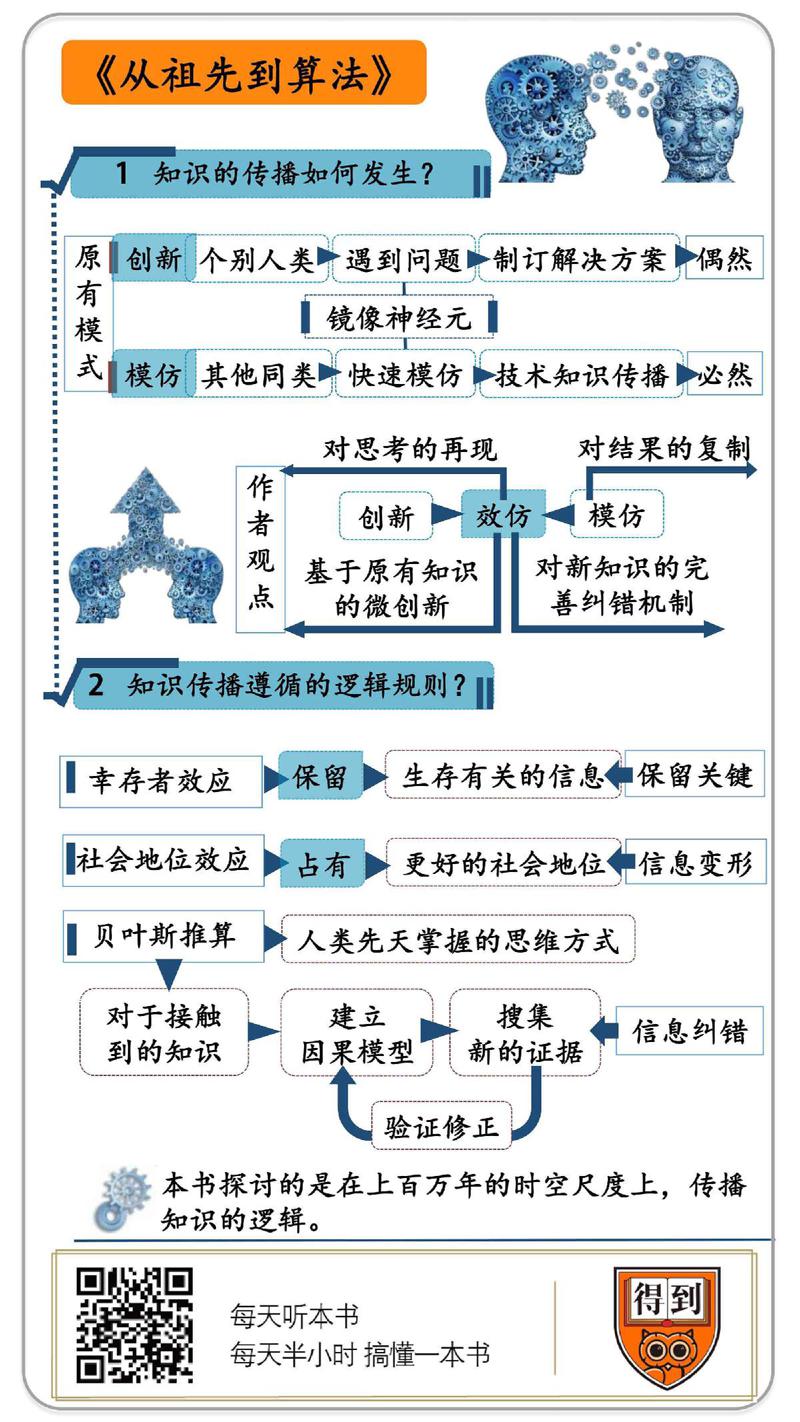 《从祖先到算法》
1 知识的传播如何发生?
原有模式
创新 个别人类 遇到问题 制订解决方案 偶然
镜像神经元
模仿 其他同类 快速模仿 技术知识传播 必然
作者观点
对思考的再现 对结果的复制
创新 效仿 模仿
基于原有知识
的微创新
对新知识的完
善纠错机制
2 知识传播遵循的逻辑规则?
幸存者效应 保留 生存有关的信息 保留关键
社会地位效应 占有 更好的社会地位 信息变形
贝叶斯推算 人类先天掌握的思维方式
对于接触
到的知识
建立
因果模型
搜集
新的证据
信息纠错
验证修正
本书探讨的是在上百万年的时空尺度上，传播
知识的逻辑。
每天听本书
每天半小时 搞懂一本书
得到